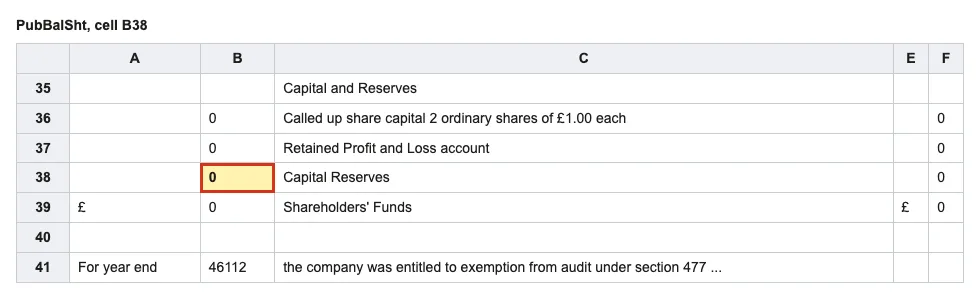 PubBalSht, cell B38
A B C E F
35 Capital and Reserves
36 0 Called up share capital 2 ordinary shares of £1.00 each 0
37 0 Retained Profit and Loss account 0
38 0 Capital Reserves 0
39 £ 0 Shareholders' Funds £ 0
40
41 For year end 46112 the company was entitled to exemption from audit under section 477 ...